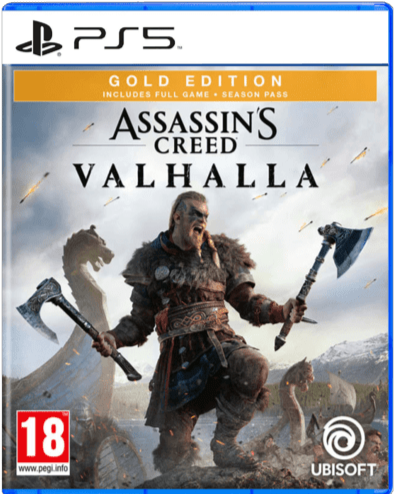 PS5
GOLD EDITION
INCLUDES FULL GAME • SEASON PASS
ASSASSIN'S
CREED
VALHALLA
18
www.pegi.info
UBISOFT